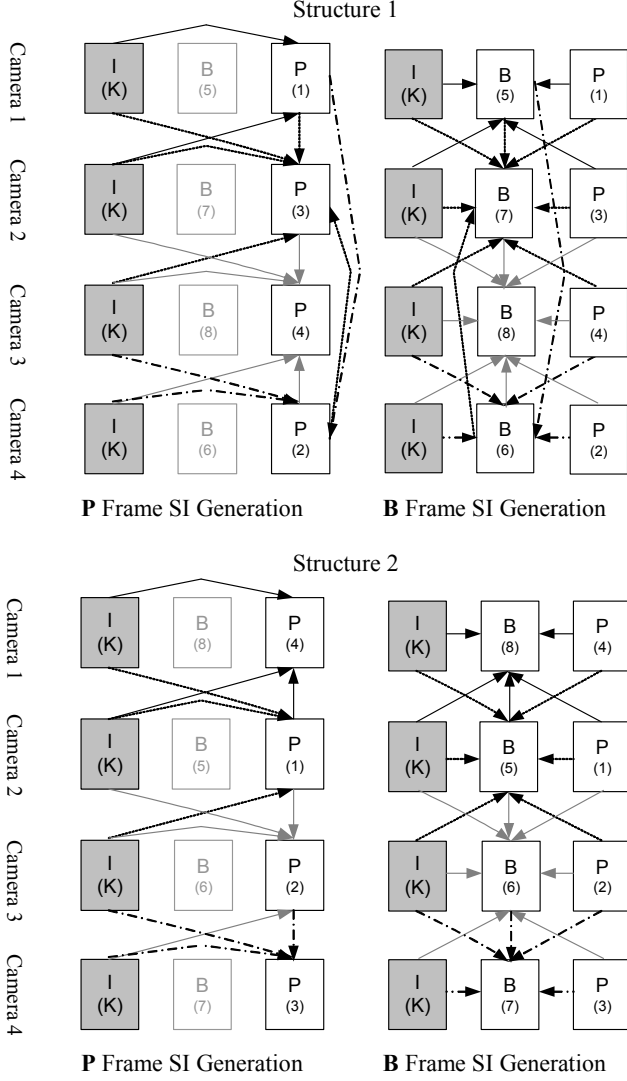 Structure 1
Camera 1
I B P I B P
(K) (5) (1) (K) (5) (1)
Camera 2
I B P I B P
(K) (7) (3) (K) (7) (3)
Camera 3
I B P I B P
(K) (8) (4) (K) (8) (4)
Camera 4
I B P I B P
(K) (6) (2) (K) (6) (2)
P Frame SI Generation B Frame SI Generation
Structure 2
Camera 1
I B P I B P
(K) (8) (4) (K) (8) (4)
Camera 2
I B P I B P
(K) (5) (1) (K) (5) (1)
Camera 3
I B P I B P
(K) (6) (2) (K) (6) (2)
Camera 4
I B P I B P
(K) (7) (3) (K) (7) (3)
P Frame SI Generation B Frame SI Generation